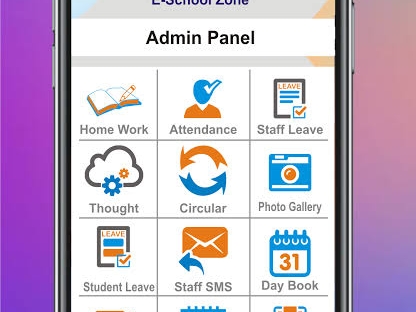 E-School Zone
Admin Panel
Home Work
Attendance
LEAVE
Staff Leave
Thought
Circular
Photo Gallery
LEAVE
Student Leave
Staff SMS
31
Day Book